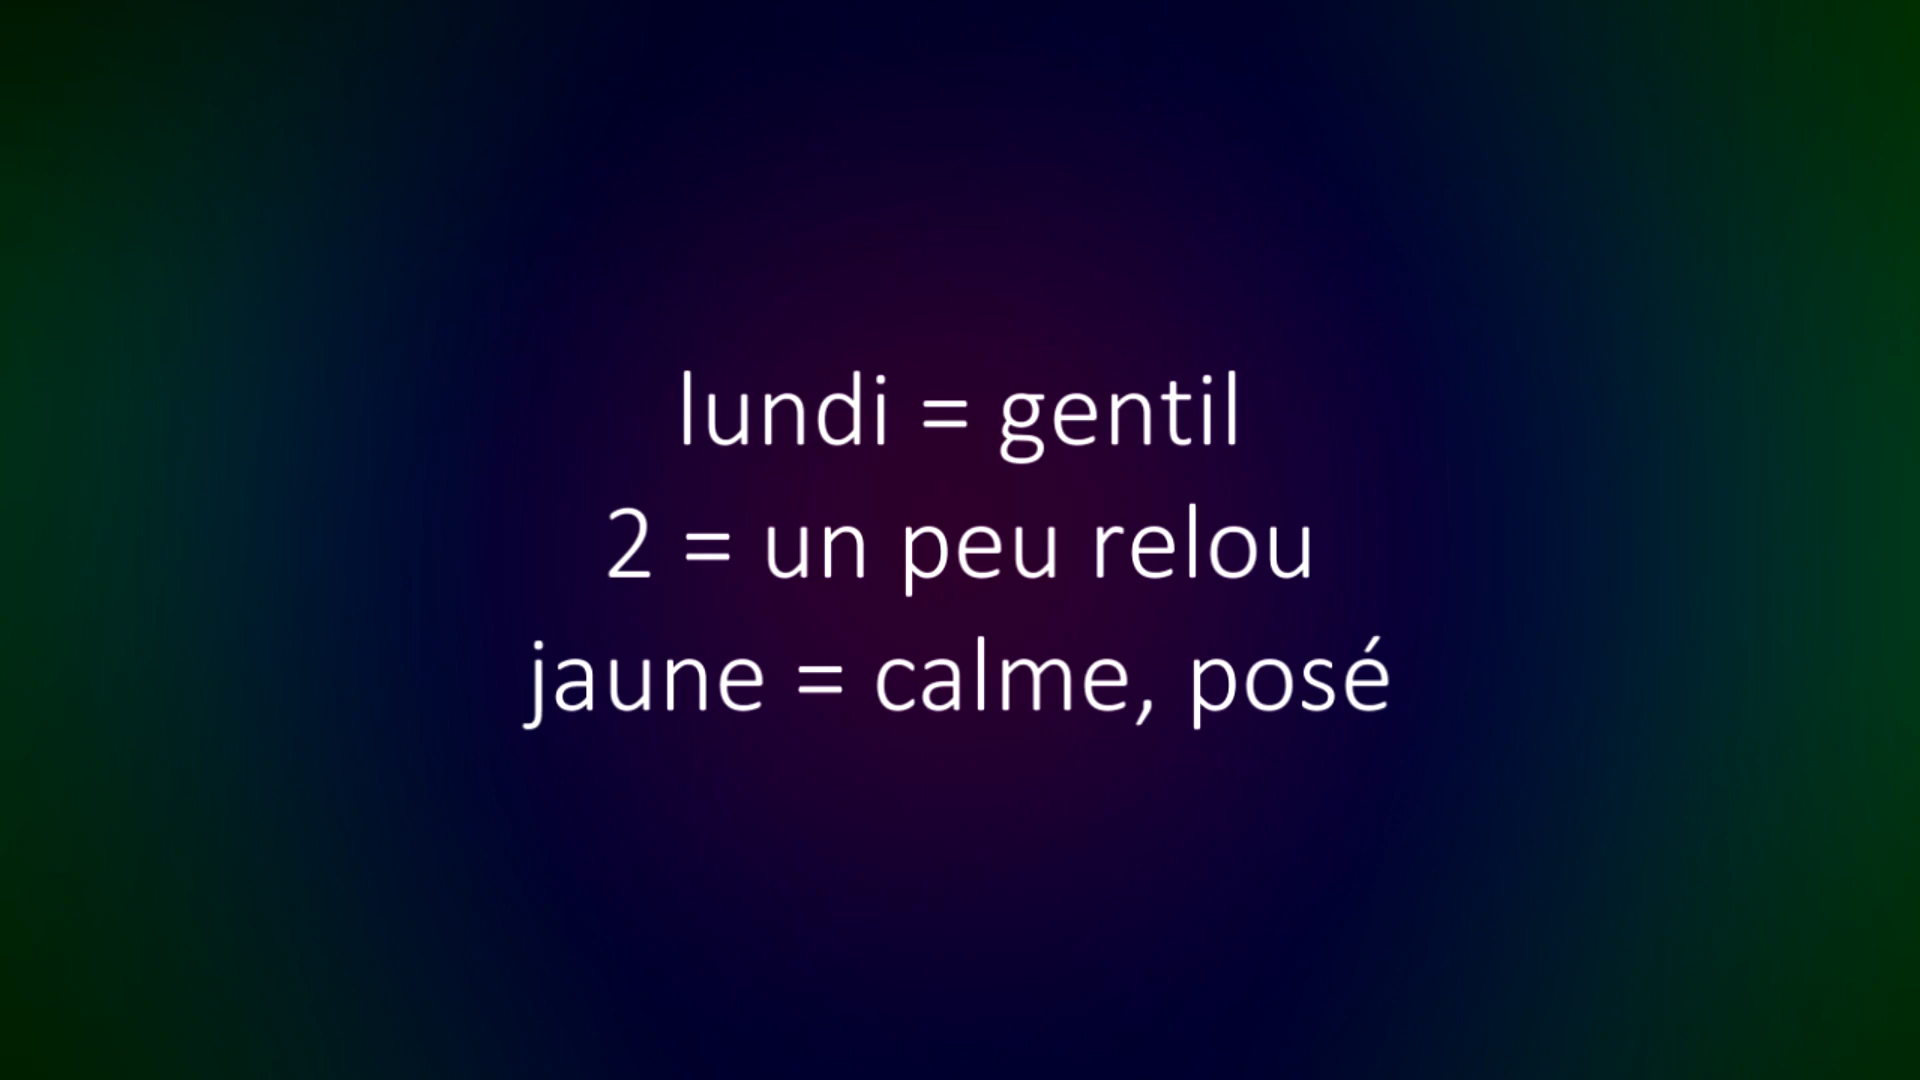 lundi = gentil
2 = un peu relou
jaune = calme, posé